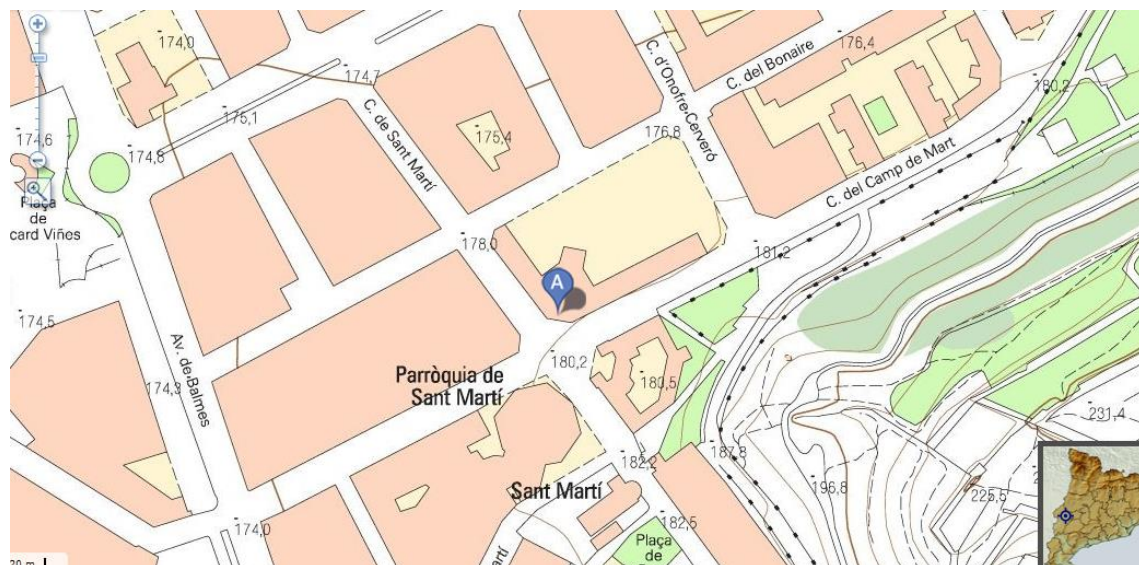 174,0
174,7
175,1
174,6
174,8
Plaça
de
card Viñes
C. de Sant Martí
175,4
C. d'Onofre Cerveró
C. del Bonaire
176,4
176,8
180,2
C. del Camp de Mart
178,0
181,2
A
174,5
Av. de Balmes
174,3
Parròquia de
Sant Martí
180,2
180,5
Sant Martí
182,2
187,8
196,8
231,4
225,5
174,0
182,5
Plaça
de
artí
20 m